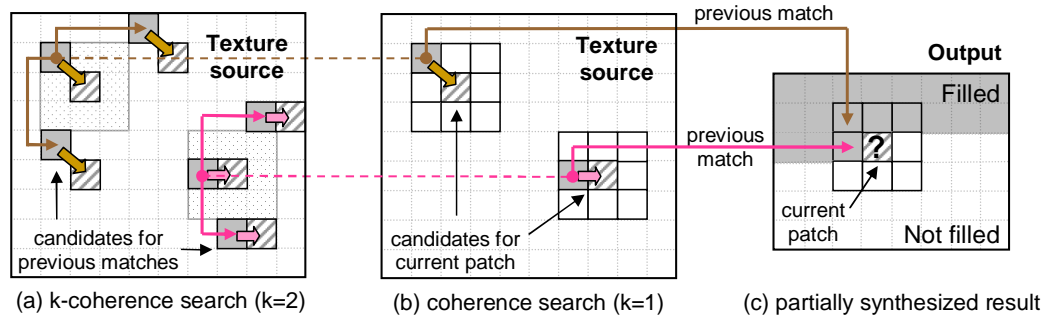 Texture
source
candidates for
previous matches
(a) k-coherence search (k=2)
Texture
source
candidates for
current patch
(b) coherence search (k=1)
previous match
previous
match
Output
Filled
?
current
patch
Not filled
(c) partially synthesized result